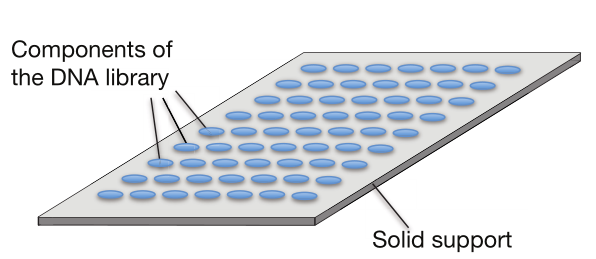 Components of
the DNA library
Solid support